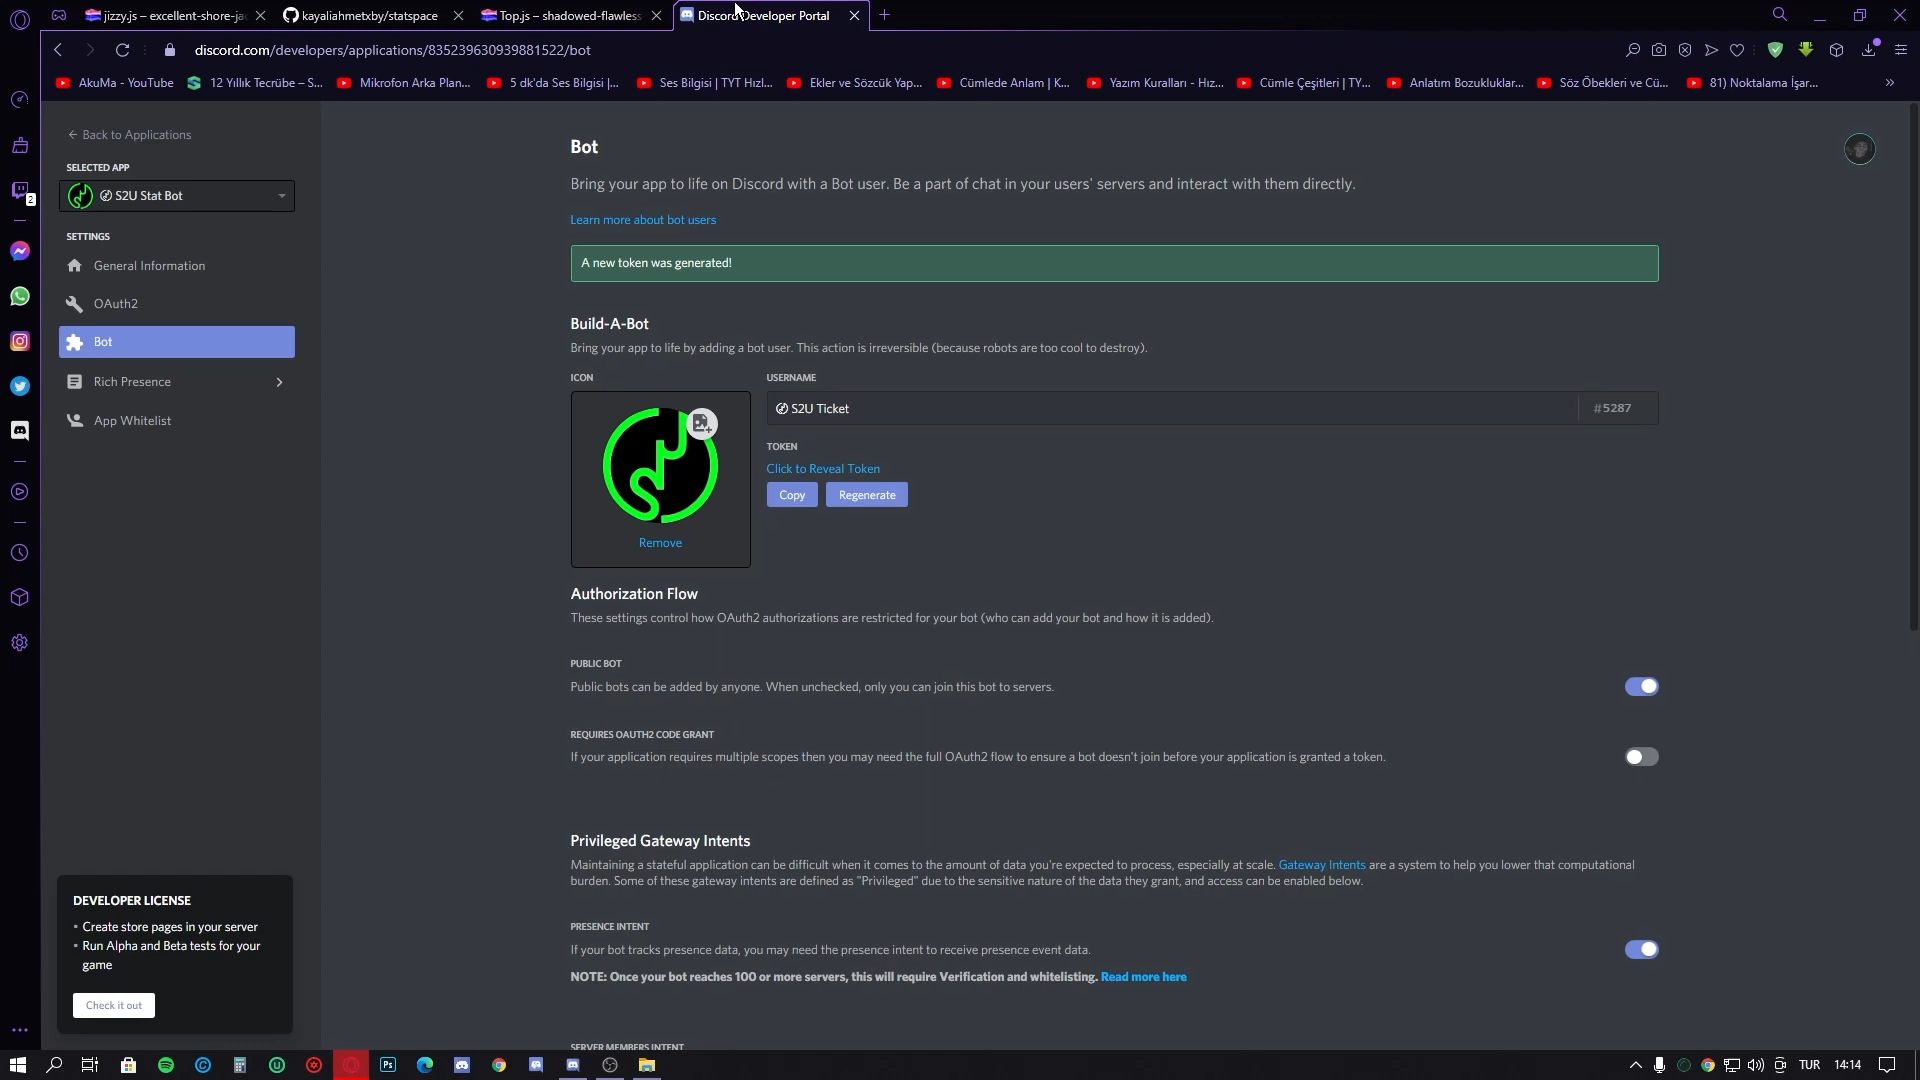 jizzy.js – excellent-shore-jac
kayaliahmetxby/statspace
Top.js – shadowed-flawless
Discord Developer Portal
discord.com/developers/applications/835239630939881522/bot
AkuMa - YouTube
12 Yıllık Tecrübe – S...
Mikrofon Arka Plan...
5 dk'da Ses Bilgisi |...
Ses Bilgisi | TYT Hızl...
Ekler ve Sözcük Yap...
Cümlede Anlam | K...
Yazım Kuralları - Hız...
Cümle Çeşitleri | TY...
Anlatım Bozukluklar...
Söz Öbekleri ve Cü...
81) Noktalama İşar...
»
2
← Back to Applications
SELECTED APP
S2U Stat Bot
SETTINGS
General Information
OAuth2
Bot
Rich Presence
App Whitelist
DEVELOPER LICENSE
- Create store pages in your server
- Run Alpha and Beta tests for your
game
Check it out
Bot
Bring your app to life on Discord with a Bot user. Be a part of chat in your users' servers and interact with them directly.
Learn more about bot users
A new token was generated!
Build-A-Bot
Bring your app to life by adding a bot user. This action is irreversible (because robots are too cool to destroy).
ICON
Remove
USERNAME
S2U Ticket
#5287
TOKEN
Click to Reveal Token
Copy
Regenerate
Authorization Flow
These settings control how OAuth2 authorizations are restricted for your bot (who can add your bot and how it is added).
PUBLIC BOT
Public bots can be added by anyone. When unchecked, only you can join this bot to servers.
REQUIRES OAUTH2 CODE GRANT
If your application requires multiple scopes then you may need the full OAuth2 flow to ensure a bot doesn't join before your application is granted a token.
Privileged Gateway Intents
Maintaining a stateful application can be difficult when it comes to the amount of data you're expected to process, especially at scale. Gateway Intents are a system to help you lower that computational
burden. Some of these gateway intents are defined as "Privileged" due to the sensitive nature of the data they grant, and access can be enabled below.
PRESENCE INTENT
If your bot tracks presence data, you may need the presence intent to receive presence event data.
NOTE: Once your bot reaches 100 or more servers, this will require Verification and whitelisting. Read more here
SERVER MEMBERS INTENT
Ps
TUR
14:14